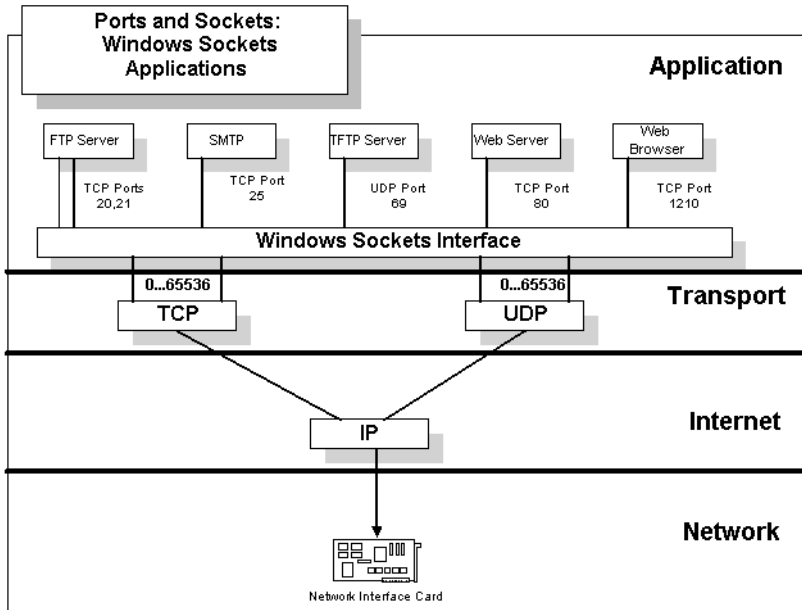 Ports and Sockets:
Windows Sockets
Applications
Application
FTP Server
SMTP
TFTP Server
Web Server
Web
Browser
TCP Ports
20,21
TCP Port
25
UDP Port
69
TCP Port
80
TCP Port
1210
Windows Sockets Interface
0...65536
0...65536
Transport
TCP
UDP
Internet
IP
Network
Network Interface Card